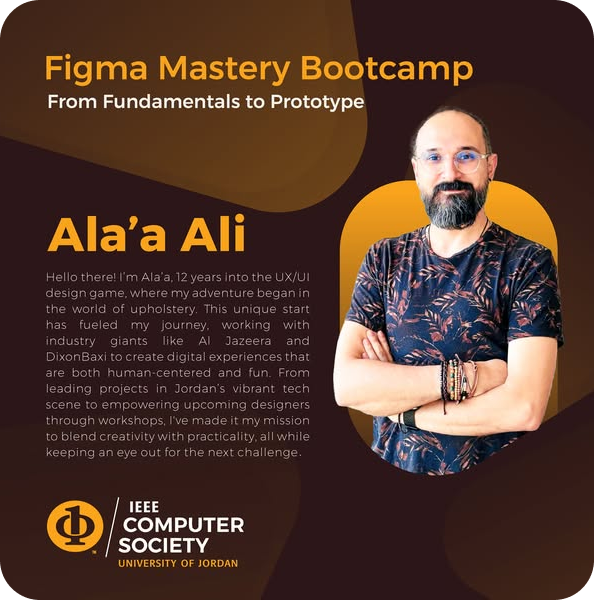 Figma Mastery Bootcamp
From Fundamentals to Prototype
Ala’a Ali
Hello there! I’m Ala’a, 12 years into the UX/UI
design game, where my adventure began in
the world of upholstery. This unique start
has fueled my journey, working with
industry giants like Al Jazeera and
DixonBaxi to create digital experiences that
are both human-centered and fun. From
leading projects in Jordan’s vibrant tech
scene to empowering upcoming designers
through workshops, I've made it my mission
to blend creativity with practicality, all while
keeping an eye out for the next challenge.
IEEE
COMPUTER
SOCIETY
UNIVERSITY OF JORDAN